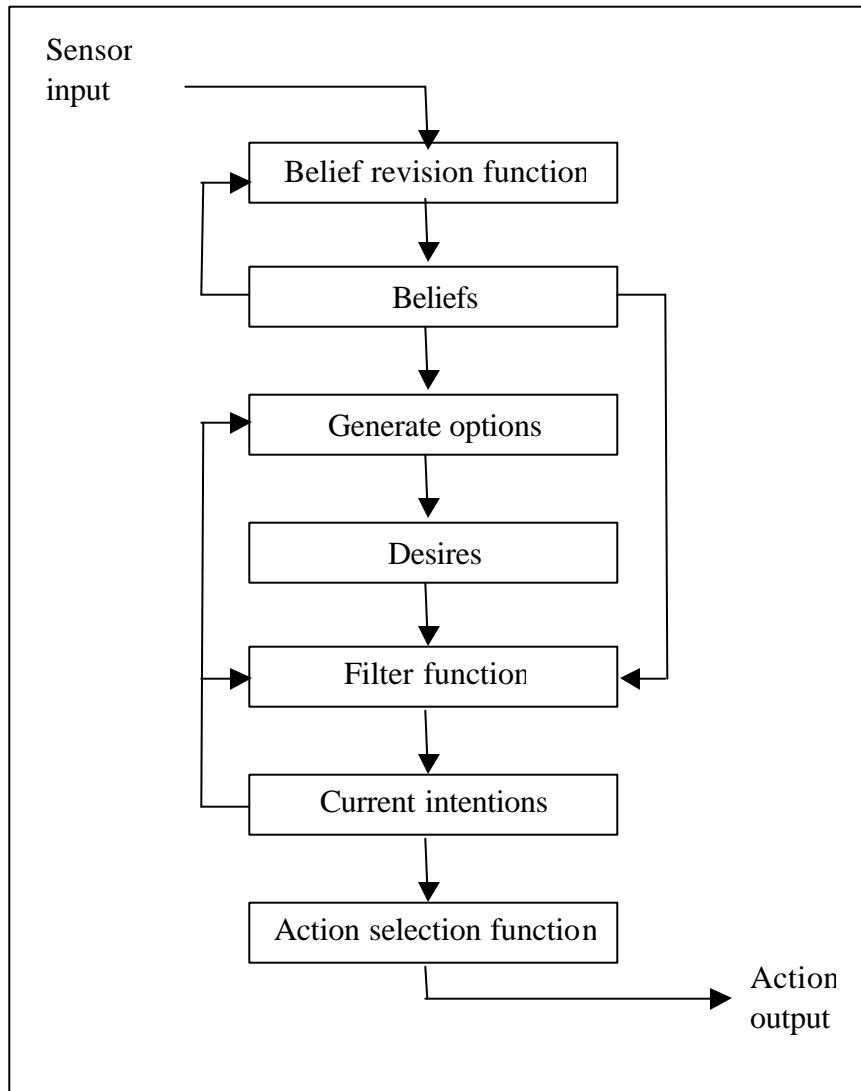 Sensor
input
Belief revision function
Beliefs
Generate options
Desires
Filter function
Current intentions
Action selection function
Action
output